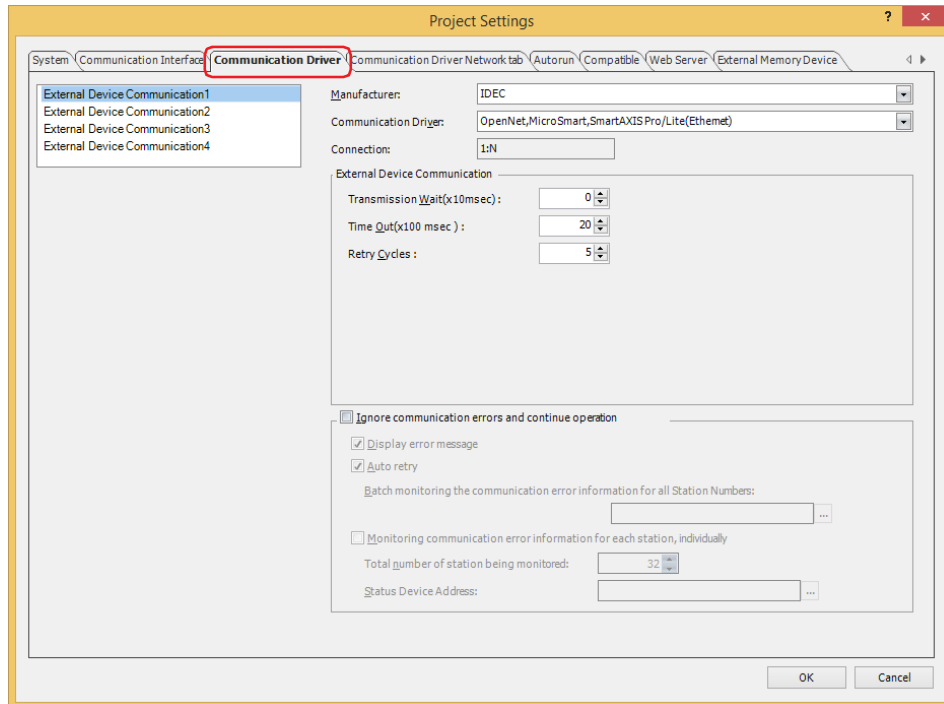 Project Settings
? ×
System Communication Interface Communication Driver Communication Driver Network tab Autorun Compatible Web Server External Memory Device
External Device Communication1
External Device Communication2
External Device Communication3
External Device Communication4
Manufacturer: IDEC
Communication Driver: OpenNet,MicroSmart,SmartAXIS Pro/Lite(Ethernet)
Connection: 1:N
External Device Communication
Transmission Wait(x10msec) : 0
Time Out(x100 msec ) : 20
Retry Cycles : 5
Ignore communication errors and continue operation
Display error message
Auto retry
Batch monitoring the communication error information for all Station Numbers:
...
Monitoring communication error information for each station, individually
Total number of station being monitored: 32
Status Device Address: ...
OK Cancel